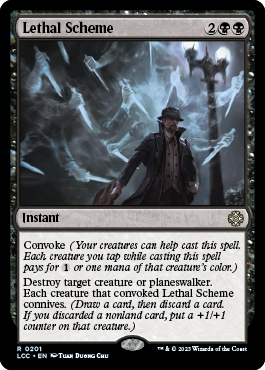 Lethal Scheme 2
Instant
Convoke (Your creatures can help cast this spell.
Each creature you tap while casting this spell
pays for 1 or one mana of that creature's color.)
Destroy target creature or planeswalker.
Each creature that convoked Lethal Scheme
connives. (Draw a card, then discard a card.
If you discarded a nonland card, put a +1/+1
counter on that creature.)
R 0201
LCC • EN Tuan Duong Chu
™ & © 2023 Wizards of the Coast